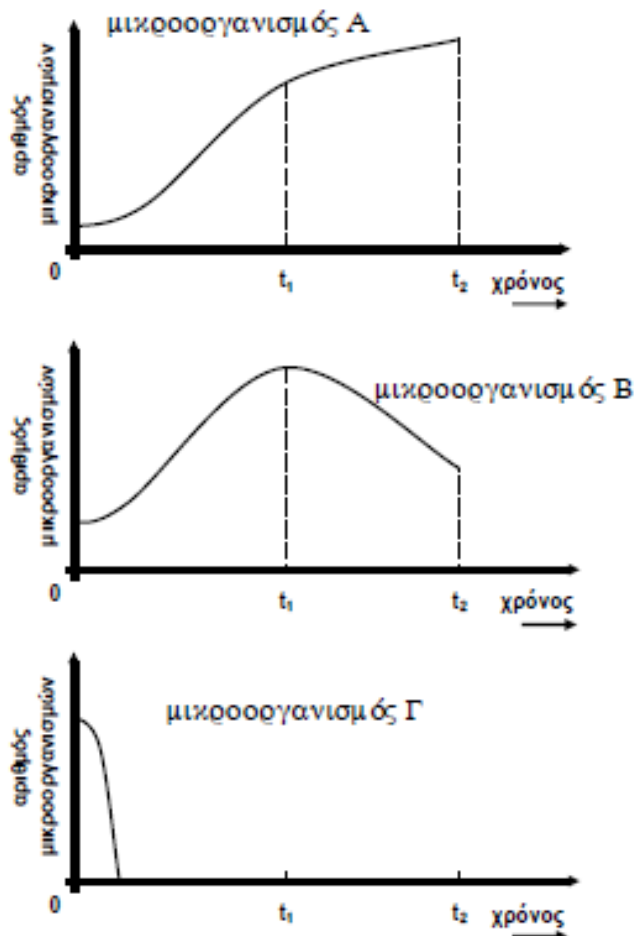 μικροοργανισμός Α
αριθμός
μικροοργανισμών
0
t₁
t₂
χρόνος
μικροοργανισμός Β
αριθμός
μικροοργανισμών
0
t₁
t₂
χρόνος
μικροοργανισμός Γ
αριθμός
μικροοργανισμών
0
t₁
t₂
χρόνος